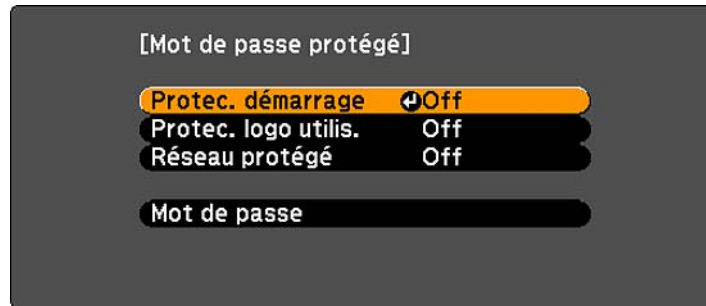 [Mot de passe protégé]
Protec. démarrage Off
Protec. logo utilis. Off
Réseau protégé Off
Mot de passe